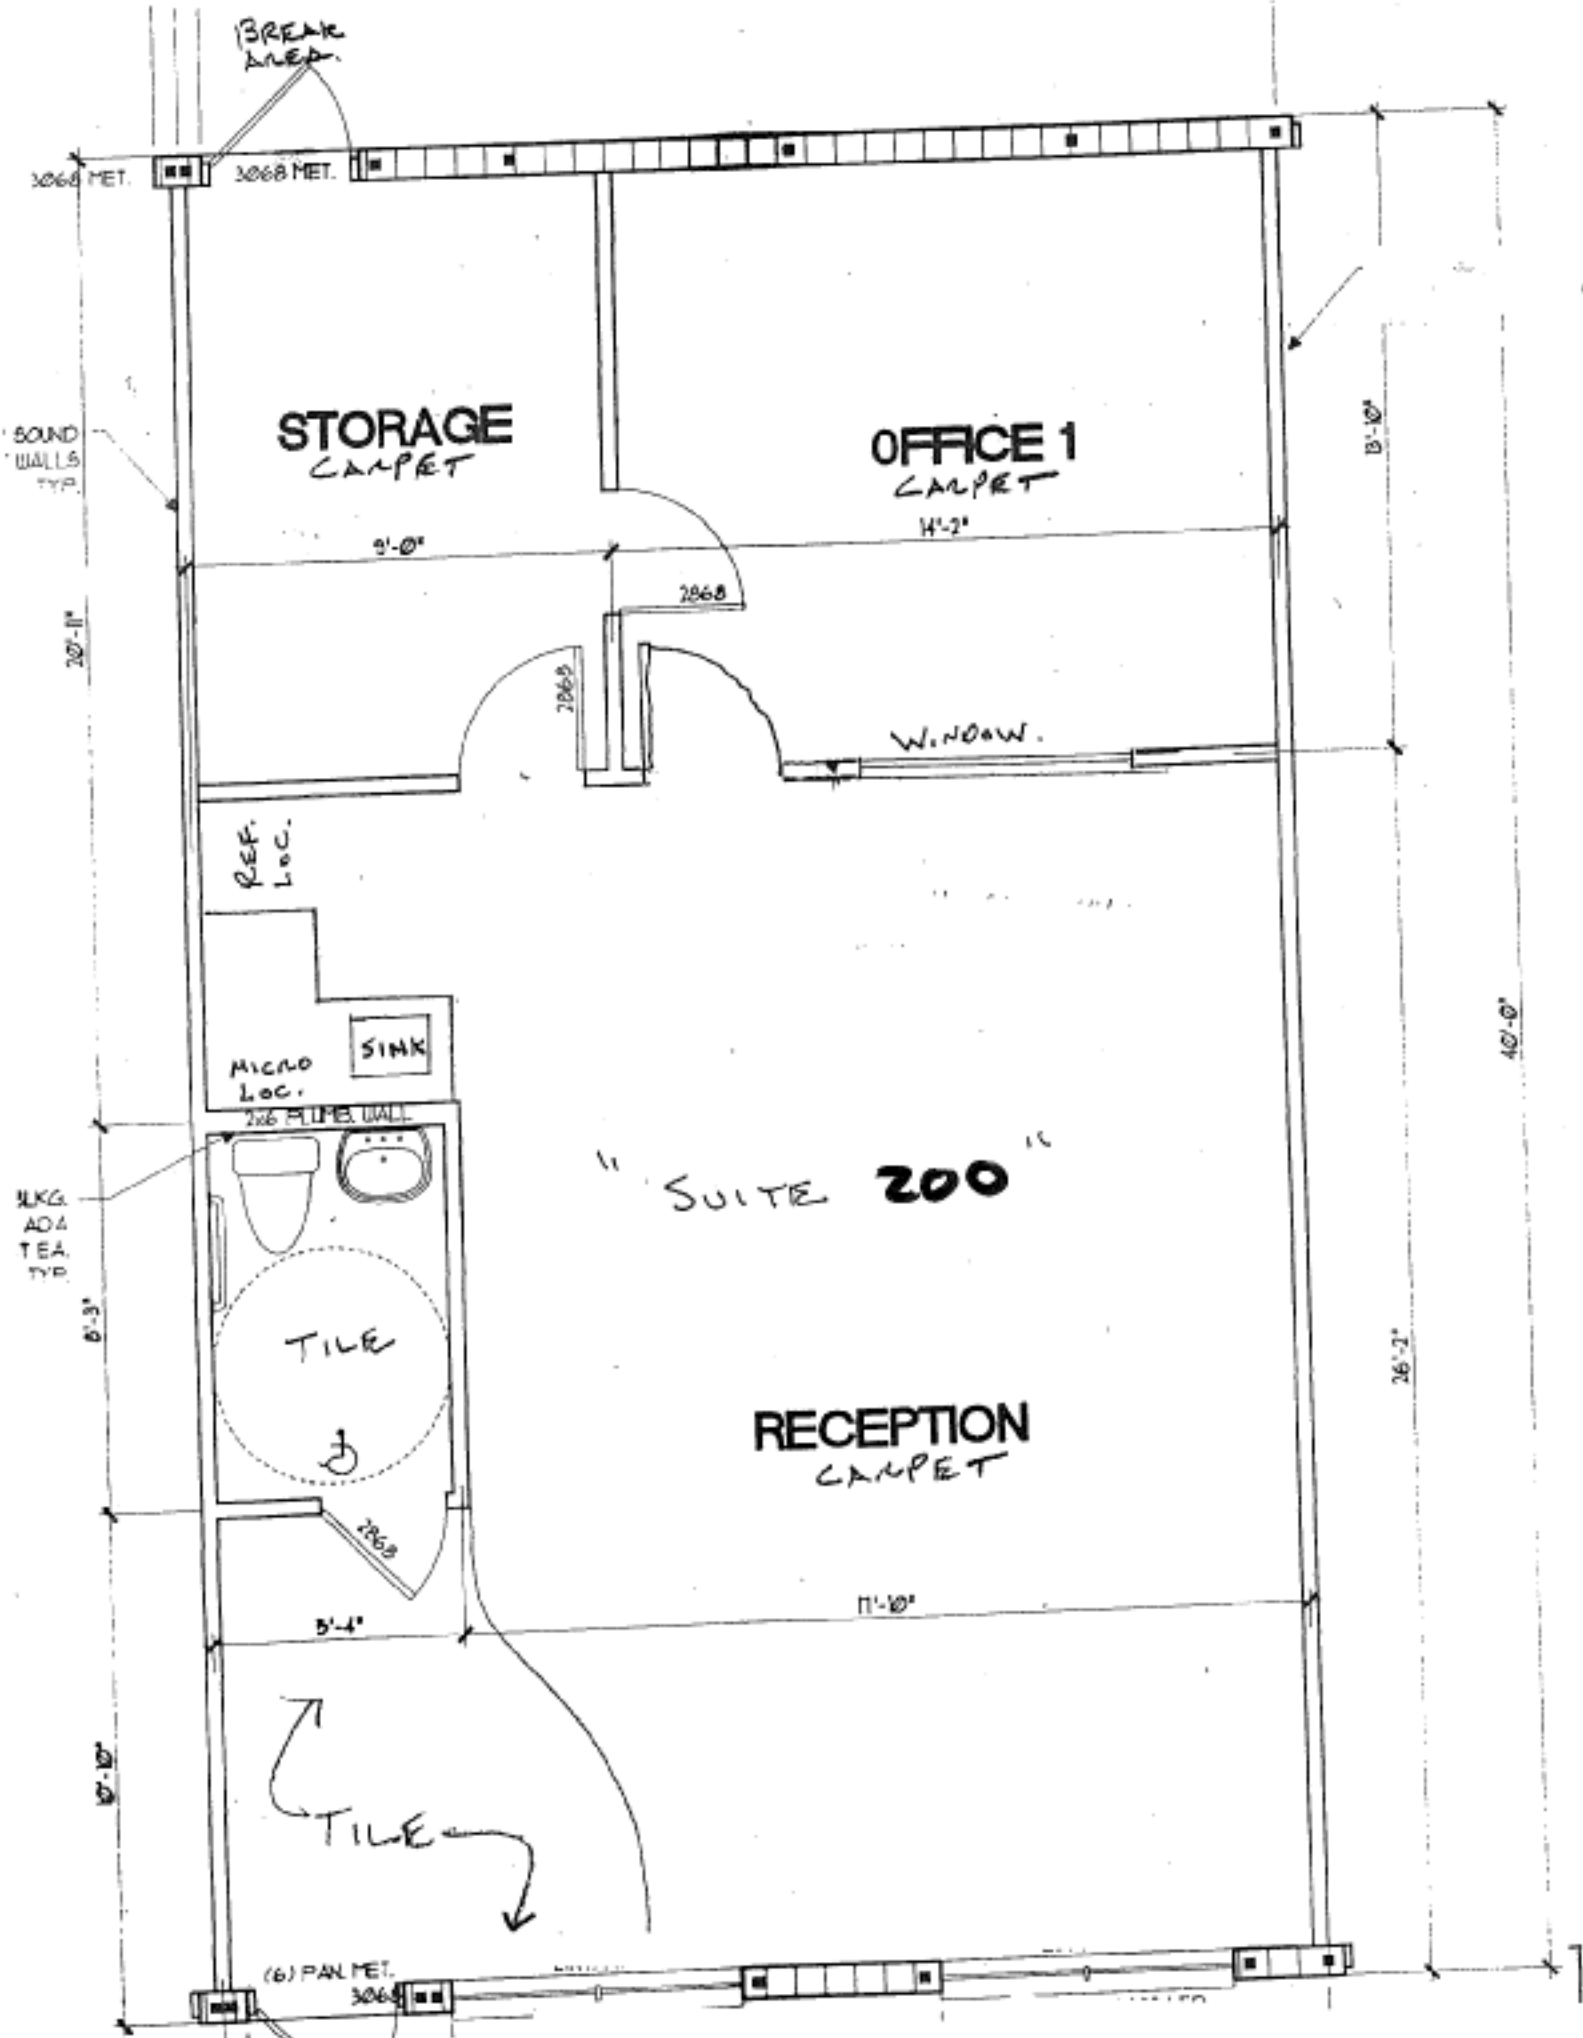 BREAK
AREA.
3068 MET.
3068 MET.
SOUND
WALLS
TYP.
STORAGE
CARPET
OFFICE 1
CARPET
13'-10"
9'-0"
14'-2"
2868
20'-11"
2868
WINDOW.
REF.
LOC.
SINK
MICRO
LOC.
2x6 PLUMB. WALL
40'-0"
" SUITE 200 "
BLKG.
ADA
TEA.
TYP.
8'-3"
TILE
26'-2"
RECEPTION
CARPET
2868
5'-4"
17'-10"
10'-10"
TILE
(6) PAN. MET.
3068